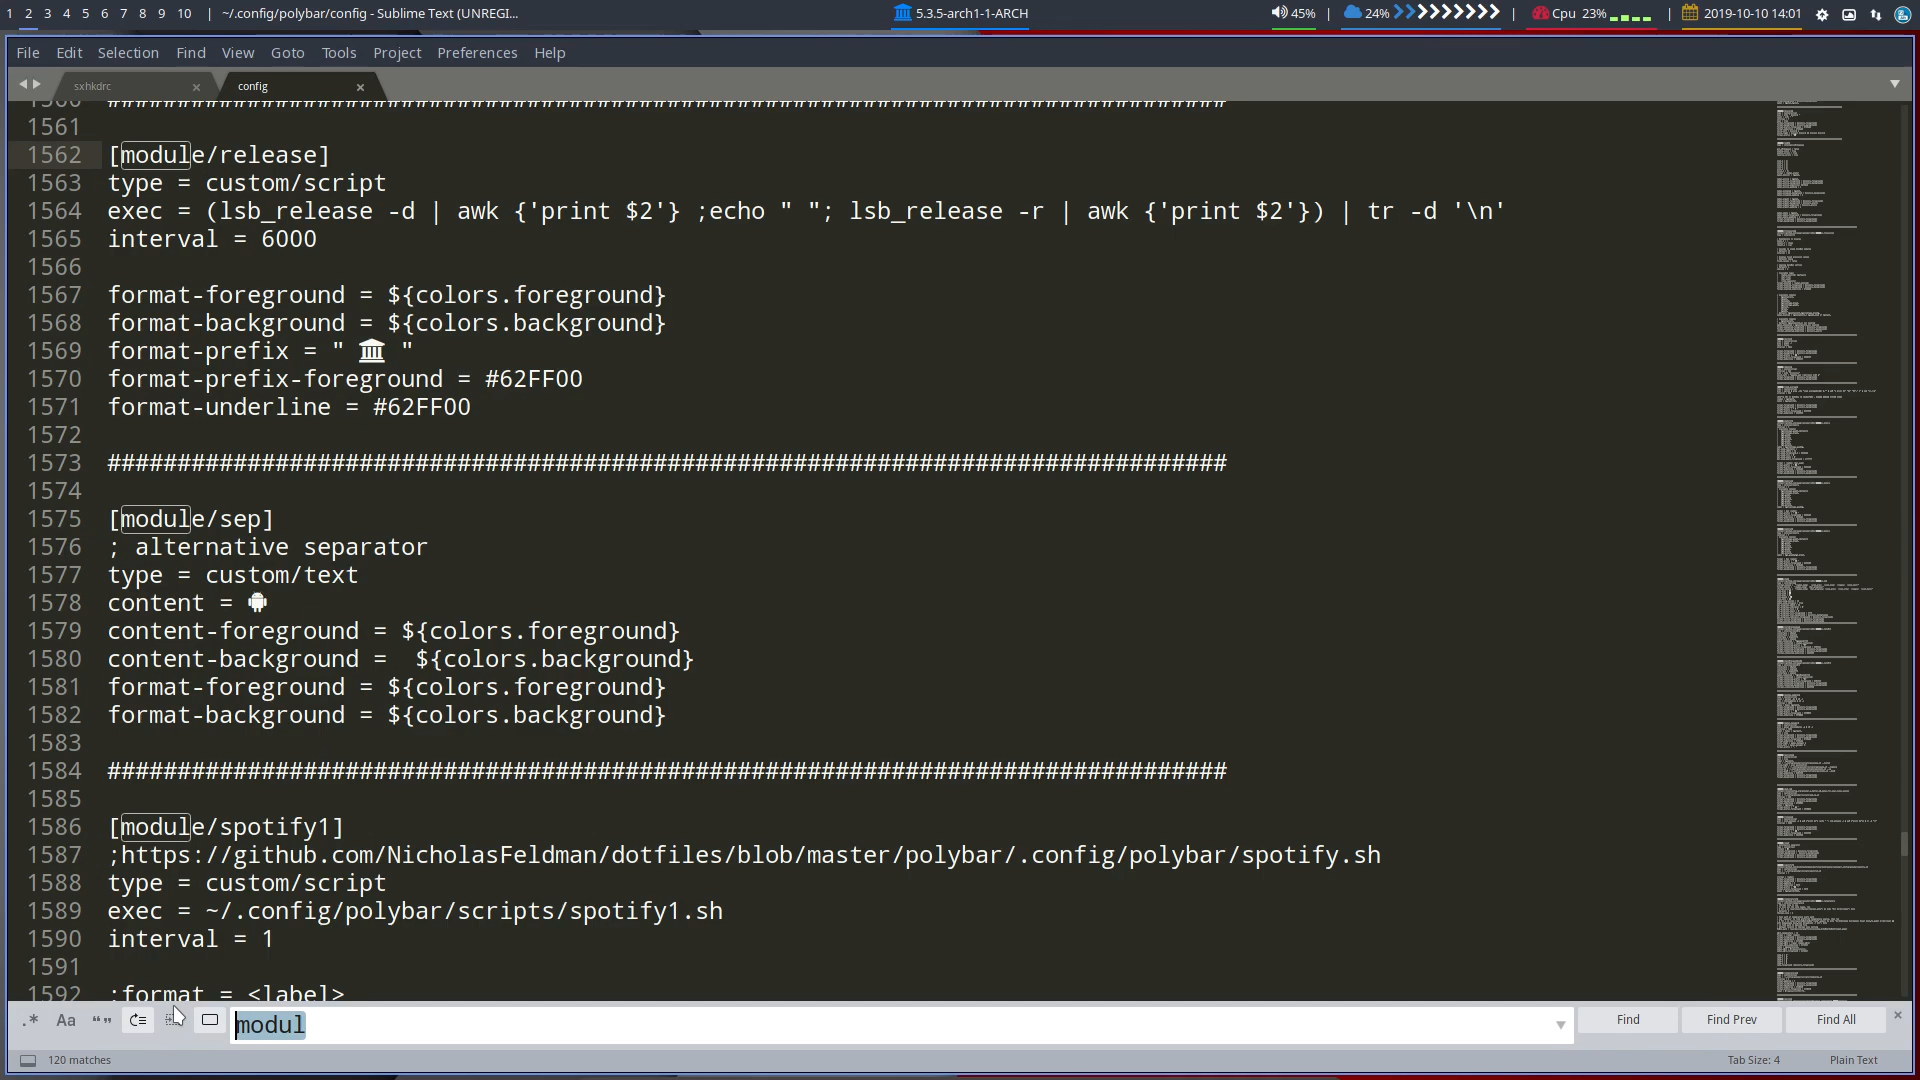 1 2 3 4 5 6 7 8 9 10 | ~/.config/polybar/config - Sublime Text (UNREGI...
5.3.5-arch1-1-ARCH
45% | 24% | Cpu 23% | 2019-10-10 14:01
File Edit Selection Find View Goto Tools Project Preferences Help
sxhkdrc × config ×
1560 ################################################################################
1561
1562 [module/release]
1563 type = custom/script
1564 exec = (lsb_release -d | awk {'print $2'} ;echo " "; lsb_release -r | awk {'print $2'}) | tr -d '\n'
1565 interval = 6000
1566
1567 format-foreground = ${colors.foreground}
1568 format-background = ${colors.background}
1569 format-prefix = "  "
1570 format-prefix-foreground = #62FF00
1571 format-underline = #62FF00
1572
1573 ################################################################################
1574
1575 [module/sep]
1576 ; alternative separator
1577 type = custom/text
1578 content = 
1579 content-foreground = ${colors.foreground}
1580 content-background =  ${colors.background}
1581 format-foreground = ${colors.foreground}
1582 format-background = ${colors.background}
1583
1584 ################################################################################
1585
1586 [module/spotify1]
1587 ;https://github.com/NicholasFeldman/dotfiles/blob/master/polybar/.config/polybar/spotify.sh
1588 type = custom/script
1589 exec = ~/.config/polybar/scripts/spotify1.sh
1590 interval = 1
1591
1592 ;format = <label>
.* Aa “” modul Find Find Prev Find All ×
120 matches Tab Size: 4 Plain Text